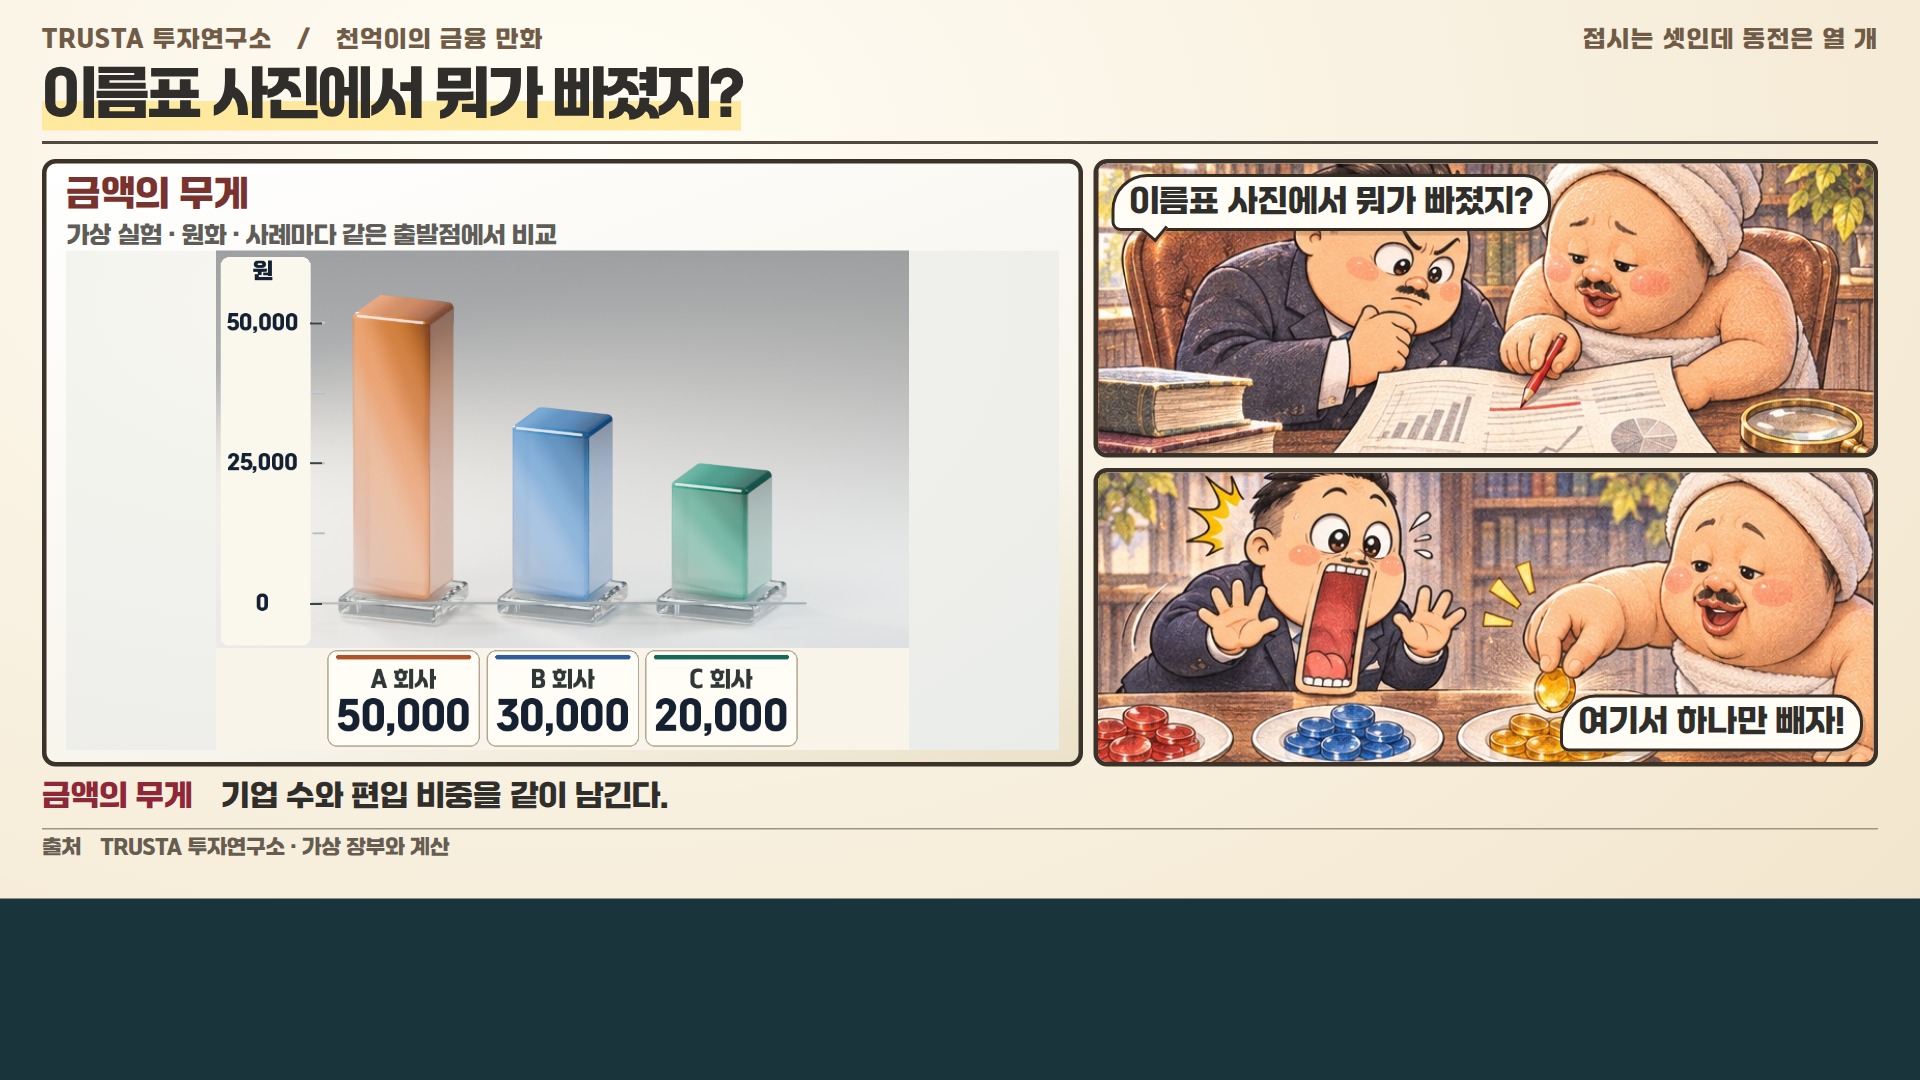 TRUSTA 투자연구소 / 천억이의 금융 만화
접시는 셋인데 동전은 열 개
이름표 사진에서 뭐가 빠졌지?
금액의 무게
가상 실험 · 원화 · 사례마다 같은 출발점에서 비교
원
50,000
25,000
0
A 회사
50,000
B 회사
30,000
C 회사
20,000
이름표 사진에서 뭐가 빠졌지?
여기서 하나만 빼자!
금액의 무게 기업 수와 편입 비중을 같이 남긴다.
출처 TRUSTA 투자연구소 · 가상 장부와 계산